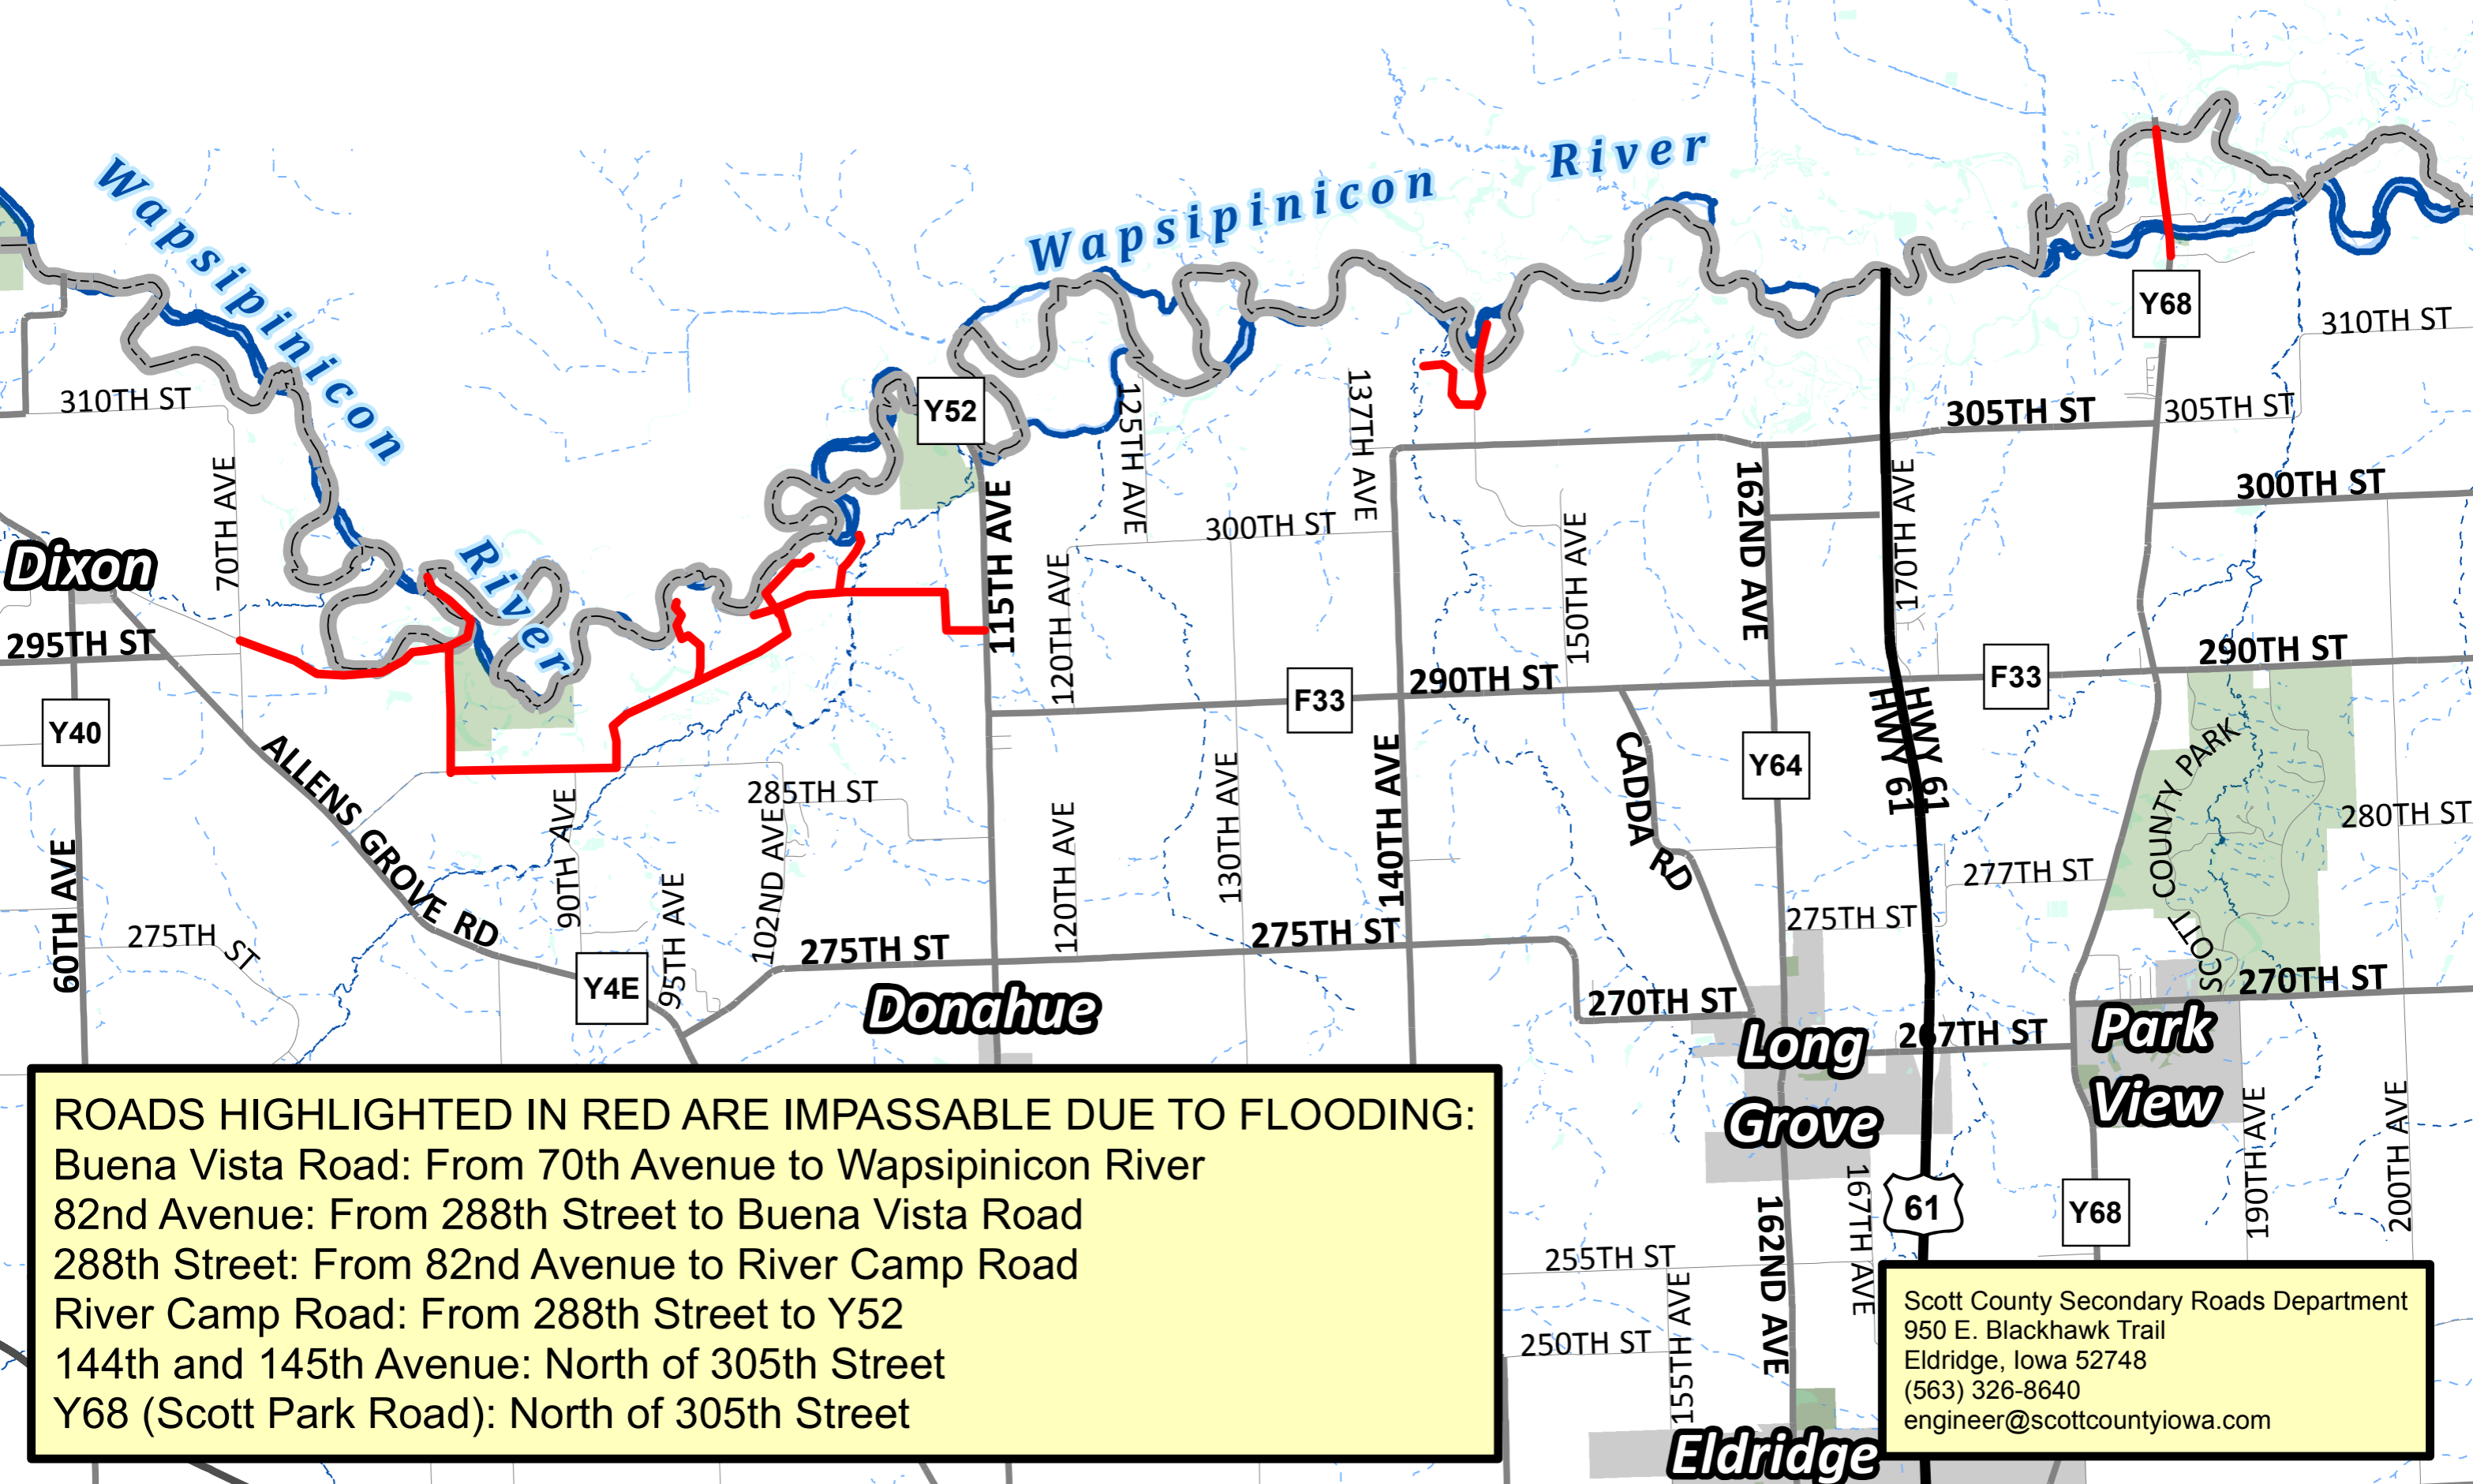 Wapsipinicon
River
Wapsipinicon
River
Y68
310TH ST
310TH ST
Y52
125TH AVE
137TH AVE
305TH ST
305TH ST
70TH AVE
162ND AVE
170TH AVE
300TH ST
115TH AVE
300TH ST
150TH AVE
Dixon
120TH AVE
295TH ST
290TH ST
290TH ST
F33
F33
Y40
HWY 61
HWY 61
ALLENS GROVE RD
CADDA RD
Y64
SCOTT COUNTY PARK
285TH ST
280TH ST
60TH AVE
90TH AVE
102ND AVE
120TH AVE
130TH AVE
140TH AVE
277TH ST
95TH AVE
275TH ST
275TH ST
275TH ST
275TH ST
Y4E
270TH ST
270TH ST
Donahue
Long
Grove
267TH ST
Park
View
190TH AVE
200TH AVE
167TH AVE
162ND AVE
61
Y68
255TH ST
155TH AVE
250TH ST
Eldridge
ROADS HIGHLIGHTED IN RED ARE IMPASSABLE DUE TO FLOODING:
Buena Vista Road: From 70th Avenue to Wapsipinicon River
82nd Avenue: From 288th Street to Buena Vista Road
288th Street: From 82nd Avenue to River Camp Road
River Camp Road: From 288th Street to Y52
144th and 145th Avenue: North of 305th Street
Y68 (Scott Park Road): North of 305th Street
Scott County Secondary Roads Department
950 E. Blackhawk Trail
Eldridge, Iowa 52748
(563) 326-8640
engineer@scottcountyiowa.com